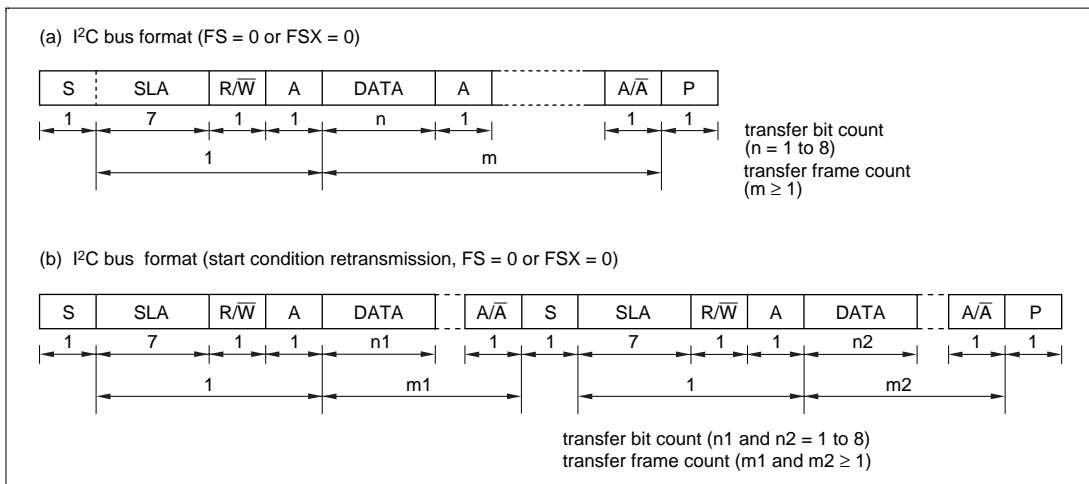 (a) I²C bus format (FS = 0 or FSX = 0)
S SLA R/W̅ A DATA A A/A̅ P
1 7 1 1 n 1 1 1
1 m
transfer bit count
(n = 1 to 8)
transfer frame count
(m ≥ 1)
(b) I²C bus format (start condition retransmission, FS = 0 or FSX = 0)
S SLA R/W̅ A DATA A/A̅ S SLA R/W̅ A DATA A/A̅ P
1 7 1 1 n1 1 1 7 1 1 n2 1 1
1 m1 1 m2
transfer bit count (n1 and n2 = 1 to 8)
transfer frame count (m1 and m2 ≥ 1)